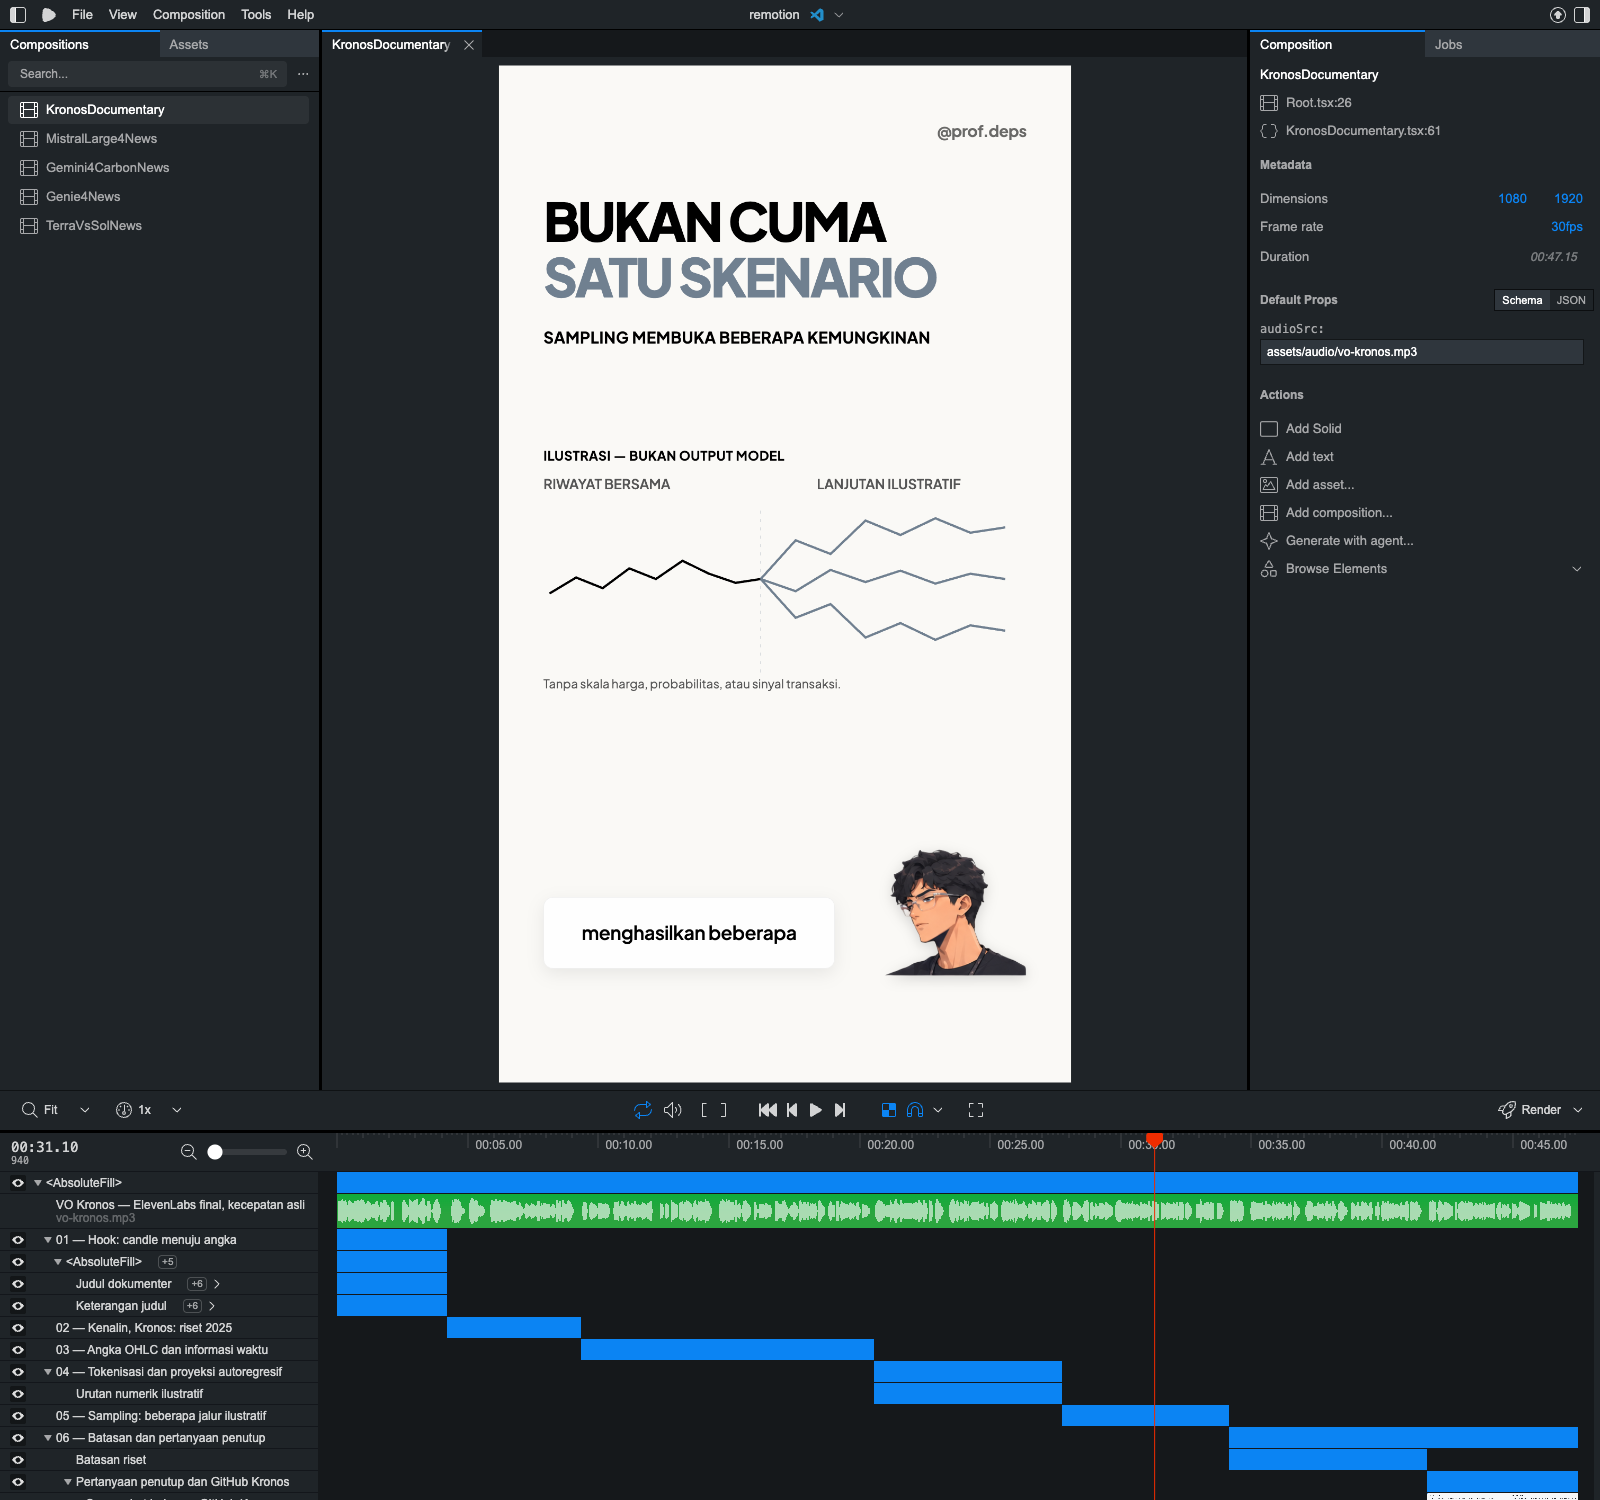 File View Composition Tools Help
remotion
Compositions Assets
Search... ⌘K
KronosDocumentary
MistralLarge4News
Gemini4CarbonNews
Genie4News
TerraVsSolNews
KronosDocumentary
@prof.deps
BUKAN CUMA
SATU SKENARIO
SAMPLING MEMBUKA BEBERAPA KEMUNGKINAN
ILUSTRASI — BUKAN OUTPUT MODEL
RIWAYAT BERSAMA LANJUTAN ILUSTRATIF
Tanpa skala harga, probabilitas, atau sinyal transaksi.
menghasilkan beberapa
Composition Jobs
KronosDocumentary
Root.tsx:26
KronosDocumentary.tsx:61
Metadata
Dimensions 1080 1920
Frame rate 30fps
Duration 00:47.15
Default Props Schema JSON
audioSrc:
assets/audio/vo-kronos.mp3
Actions
Add Solid
Add text
Add asset...
Add composition...
Generate with agent...
Browse Elements
Fit 1x Render
00:31.10
940
00:05.00 00:10.00 00:15.00 00:20.00 00:25.00 00:30.00 00:35.00 00:40.00 00:45.00
<AbsoluteFill>
VO Kronos — ElevenLabs final, kecepatan asli
vo-kronos.mp3
01 — Hook: candle menuju angka
<AbsoluteFill> +5
Judul dokumenter +6
Keterangan judul +6
02 — Kenalin, Kronos: riset 2025
03 — Angka OHLC dan informasi waktu
04 — Tokenisasi dan proyeksi autoregresif
Urutan numerik ilustratif
05 — Sampling: beberapa jalur ilustratif
06 — Batasan dan pertanyaan penutup
Batasan riset
Pertanyaan penutup dan GitHub Kronos